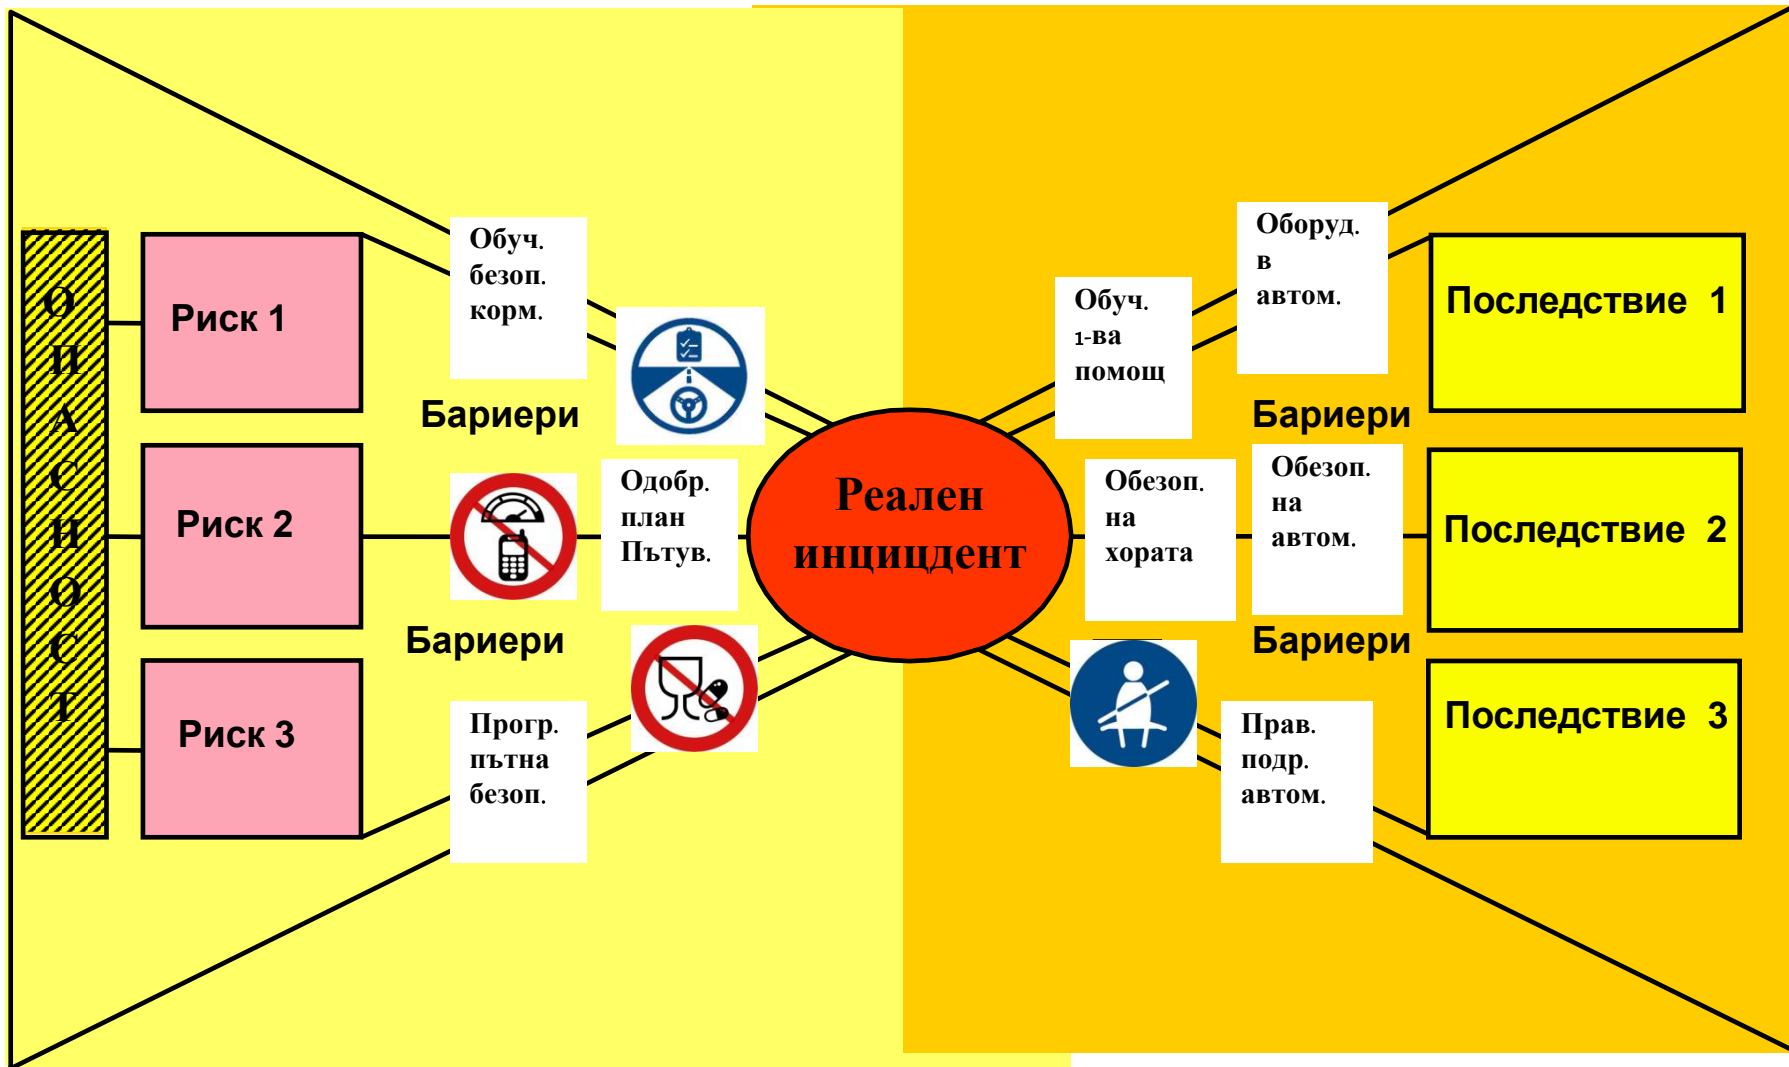 ОПАСНОСТ
Риск 1
Риск 2
Риск 3
Обуч.
безоп.
корм.
Бариери
Одобр.
план
Пътув.
Бариери
Прогр.
пътна
безоп.
Реален
инцицдент
Обуч.
1-ва
помощ
Оборуд.
в
автом.
Бариери
Обезоп.
на
хората
Обезоп.
на
автом.
Бариери
Прав.
подр.
автом.
Последствие 1
Последствие 2
Последствие 3